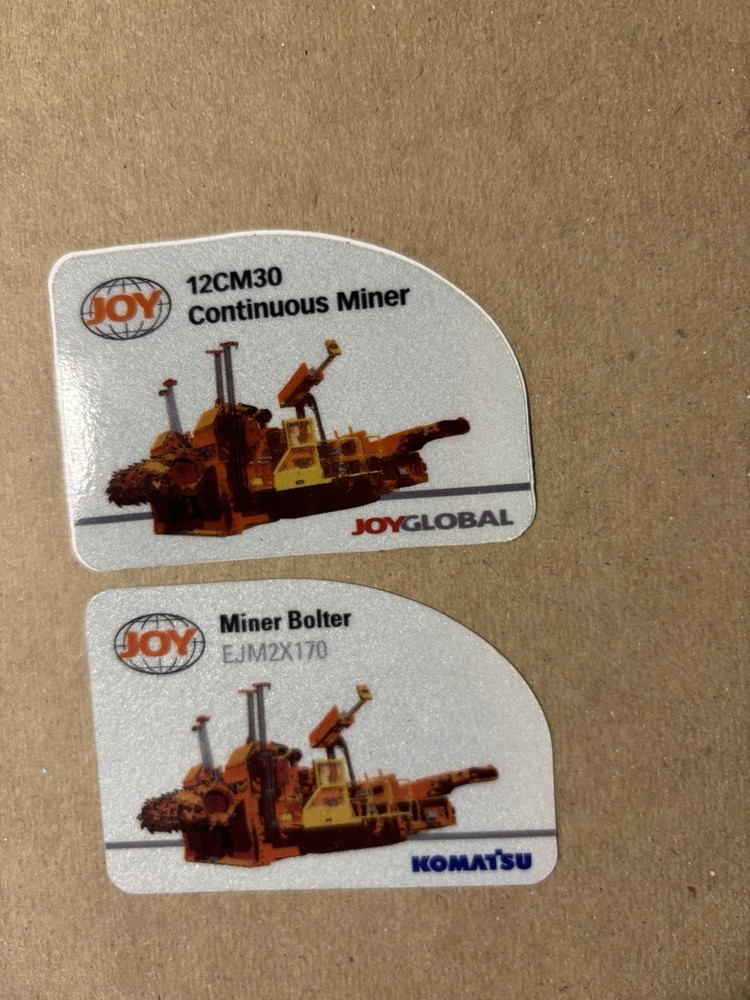 JOY
12CM30
Continuous Miner
JOYGLOBAL
JOY
Miner Bolter
EJM2X170
KOMATSU